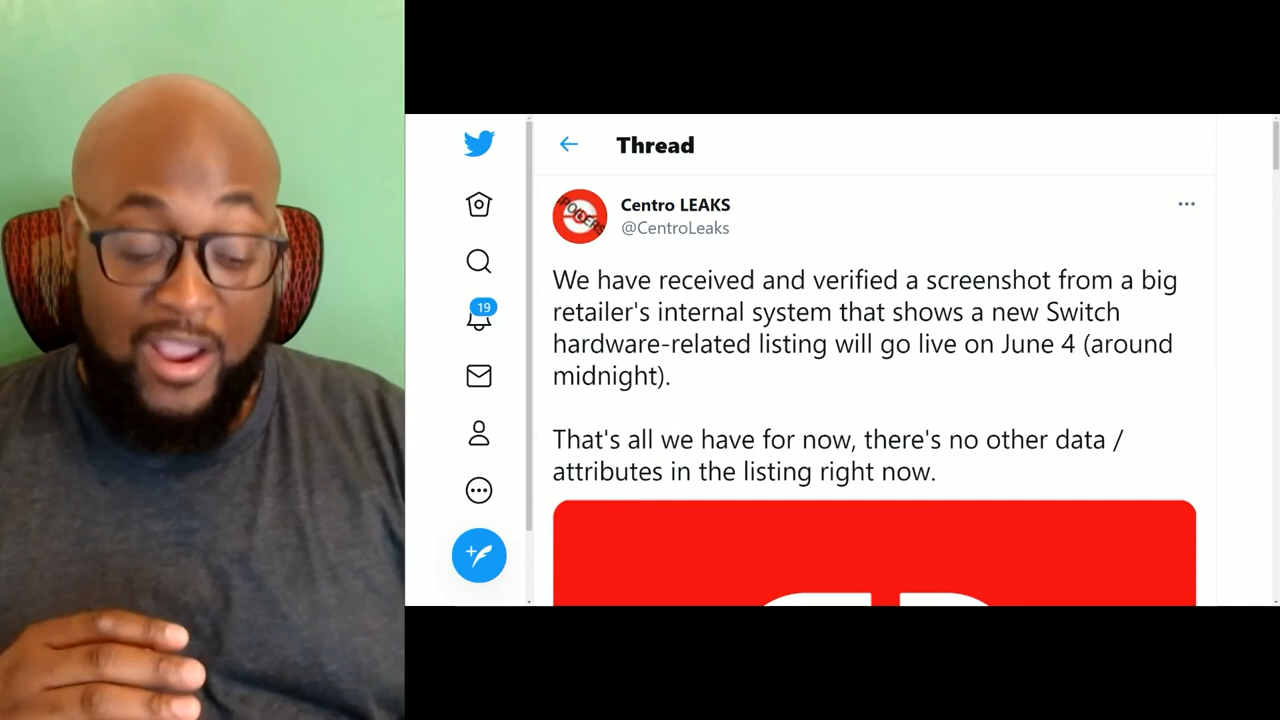 Thread
SPOILERS
Centro LEAKS
@CentroLeaks
We have received and verified a screenshot from a big
retailer's internal system that shows a new Switch
hardware-related listing will go live on June 4 (around
midnight).
That's all we have for now, there's no other data /
attributes in the listing right now.
19